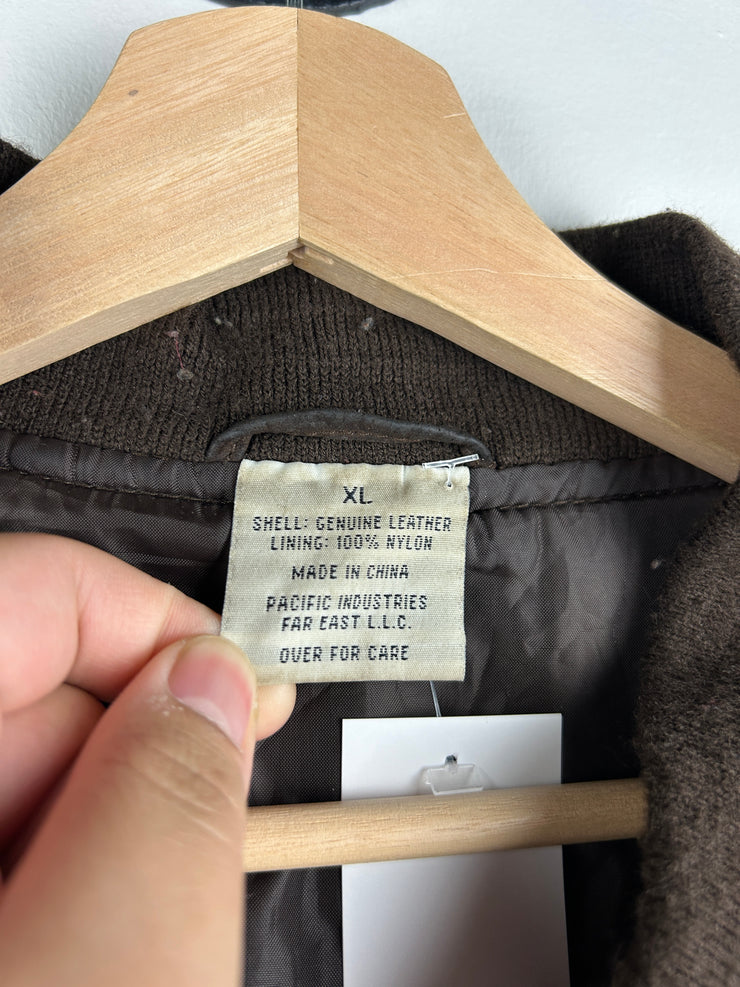 XL
SHELL: GENUINE LEATHER
LINING: 100% NYLON
MADE IN CHINA
PACIFIC INDUSTRIES
FAR EAST L.L.C.
OVER FOR CARE